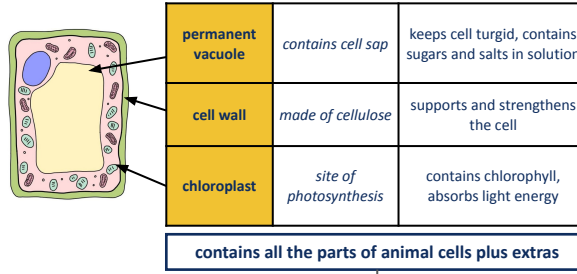 permanent
vacuole
contains cell sap
keeps cell turgid, contains
sugars and salts in solution
cell wall
made of cellulose
supports and strengthens
the cell
chloroplast
site of
photosynthesis
contains chlorophyll,
absorbs light energy
contains all the parts of animal cells plus extras